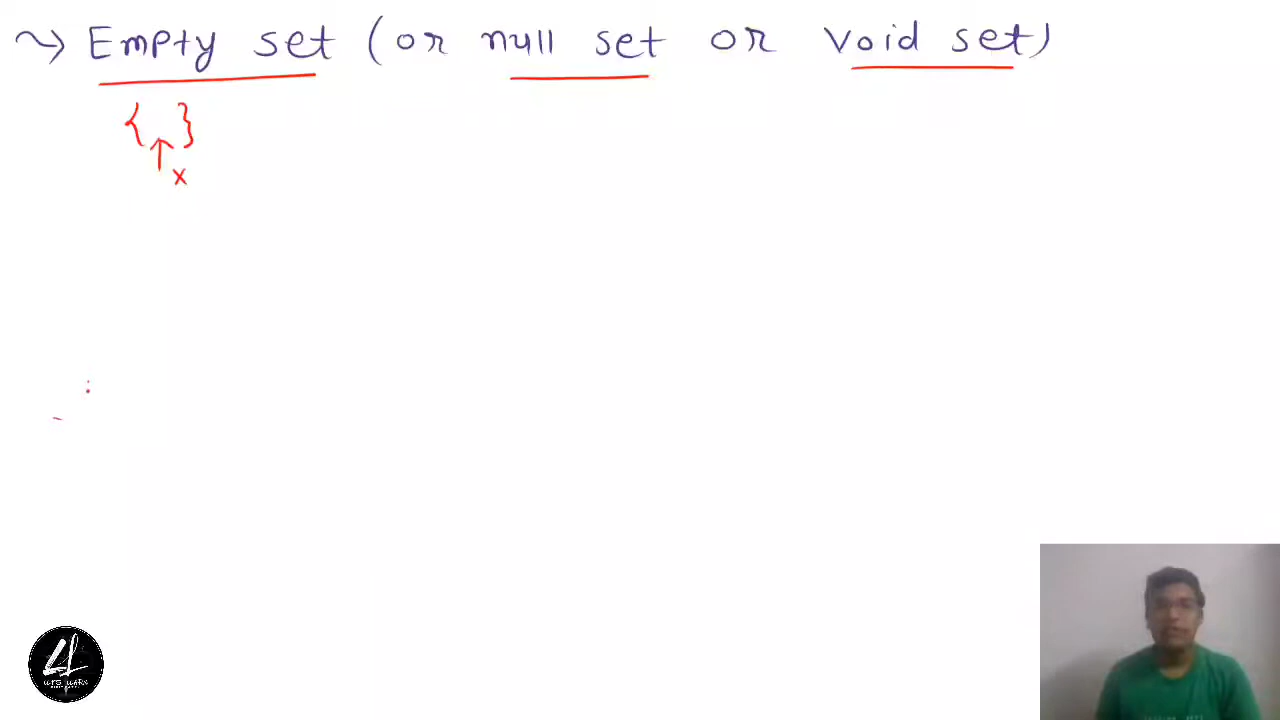 ~> Empty set (or null set or void set)
{ }
↑
x